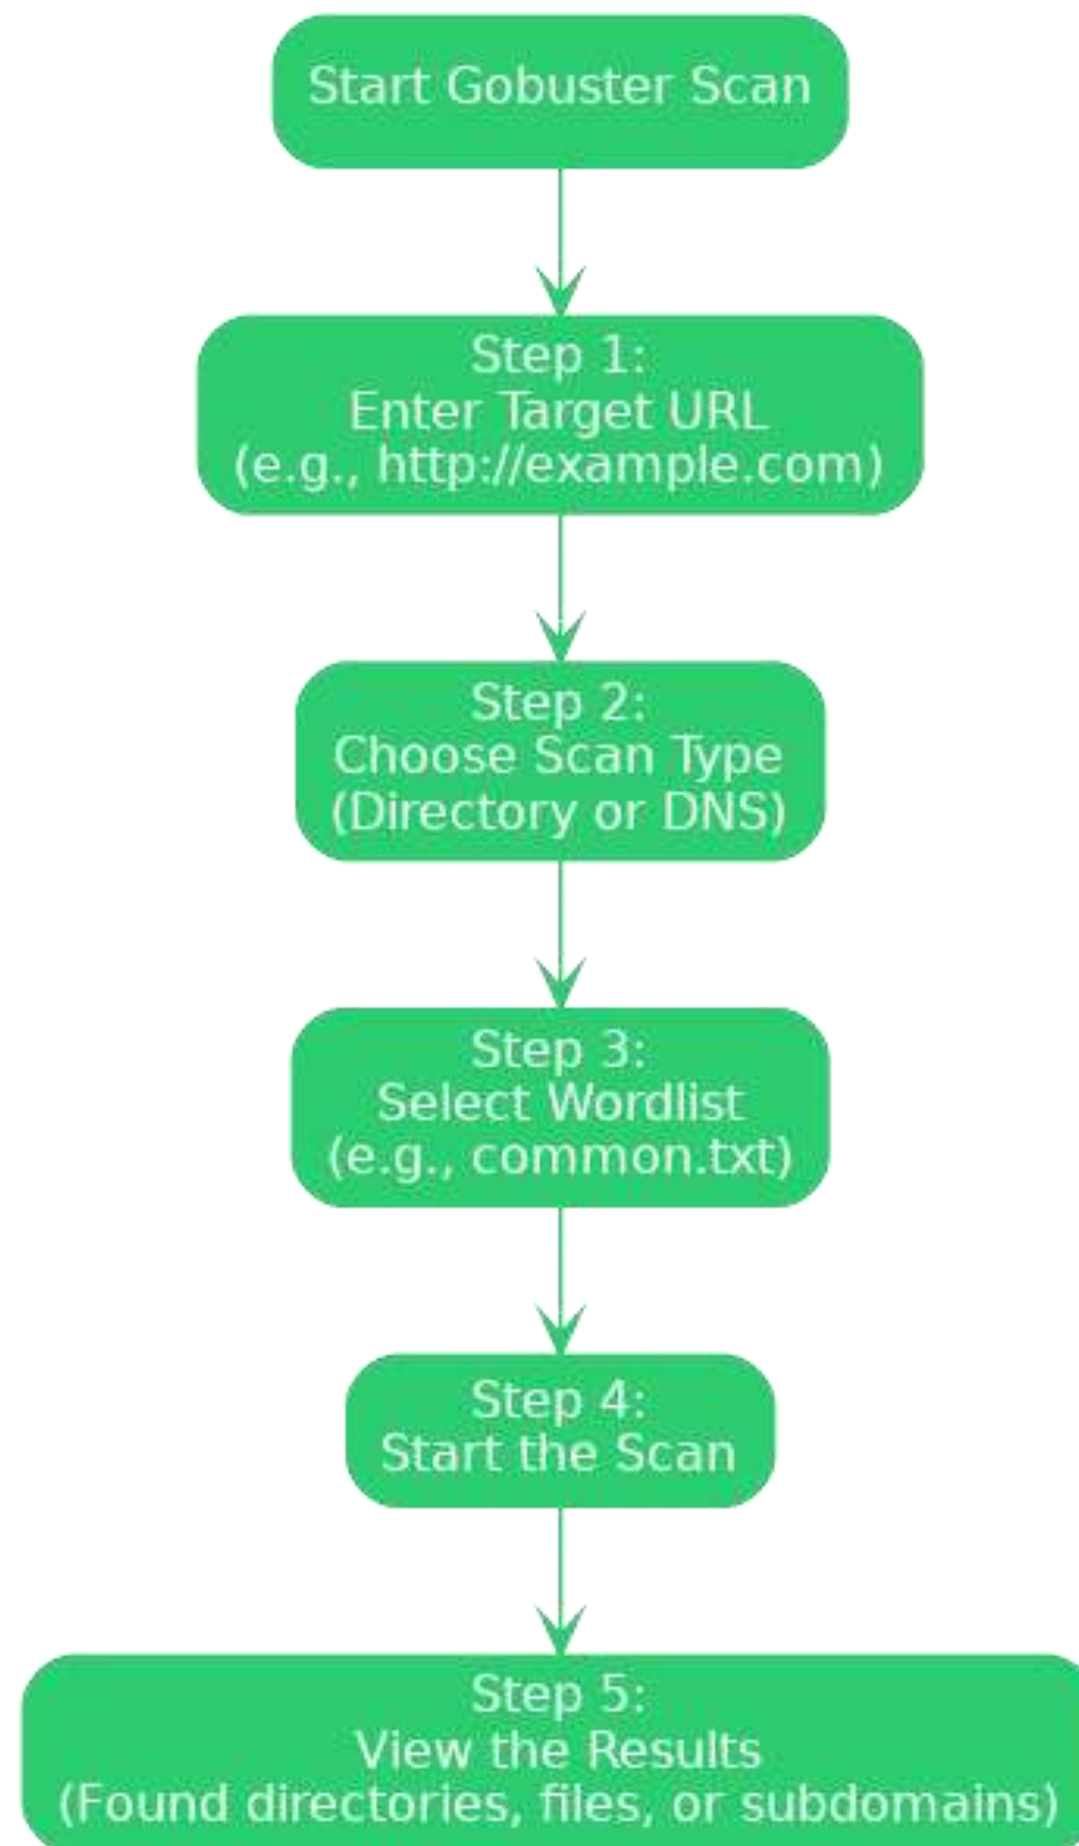 Start Gobuster Scan
Step 1:
Enter Target URL
(e.g., http://example.com)
Step 2:
Choose Scan Type
(Directory or DNS)
Step 3:
Select Wordlist
(e.g., common.txt)
Step 4:
Start the Scan
Step 5:
View the Results
(Found directories, files, or subdomains)